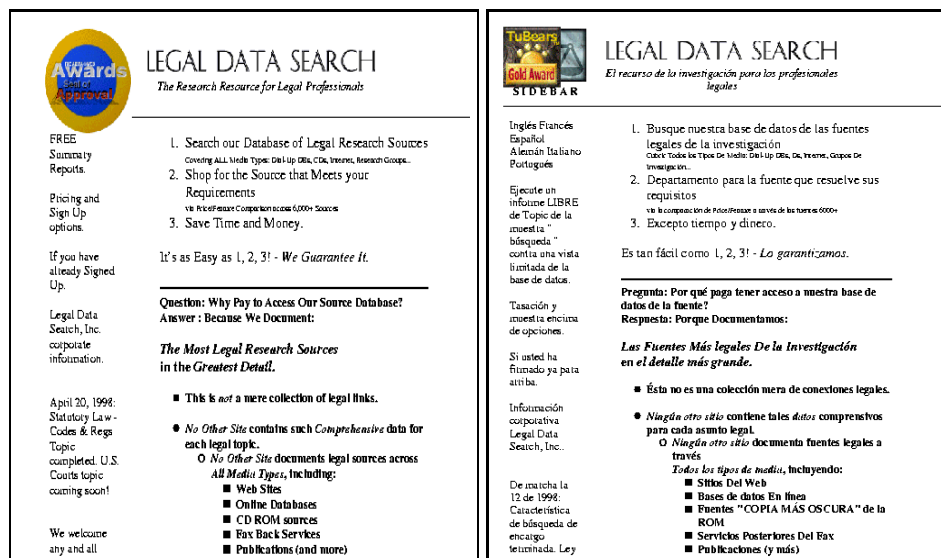 Awards
Sent for
Approval
LEGAL DATA SEARCH
The Research Resource for Legal Professionals
FREE
Summary
Reports.
Pricing and
Sign Up
options.
If you have
already Signed
Up.
Legal Data
Search, Inc.
corporate
information.
April 20, 1998:
Statutory Law -
Codes & Regs
Topic
completed. U.S.
Courts topic
coming soon!
We welcome
any and all
1. Search our Database of Legal Research Sources
Covering ALL Media Types: Dial-Up DBs, CDs, Internet, Research Groups...
2. Shop for the Source that Meets your
Requirements
via Price/Feature Comparison across 6,000+ Sources
3. Save Time and Money.
It's as Easy as 1, 2, 3! - We Guarantee It.
Question: Why Pay to Access Our Source Database?
Answer : Because We Document:
The Most Legal Research Sources
in the Greatest Detail.
This is not a mere collection of legal links.
No Other Site contains such Comprehensive data for
each legal topic.
No Other Site documents legal sources across
All Media Types, including:
Web Sites
Online Databases
CD ROM sources
Fax Back Services
Publications (and more)
TuBears
Gold Award
SIDEBAR
LEGAL DATA SEARCH
El recurso de la investigación para los profesionales
legales
Inglés Francés
Español
Alemán Italiano
Portugués
Ejecute un
informe LIBRE
de Topic de la
muestra "
búsqueda "
contra una vista
limitada de la
base de datos.
Tasación y
muestra encima
de opciones.
Si usted ha
firmado ya para
arriba.
Información
corporativa
Legal Data
Search, Inc..
De marcha la
12 de 1998:
Característica
de búsqueda de
encargo
terminada. Ley
1. Busque nuestra base de datos de las fuentes
legales de la investigación
Cubrir Todos los Tipos De Media: Dial-Up DBs, Ds, Internet, Grupos De
Investigación...
2. Departamento para la fuente que resuelve sus
requisitos
vía la comparación de Price/Feature a través de las fuentes 6000+
3. Excepto tiempo y dinero.
Es tan fácil como 1, 2, 3! - Lo garantizamos.
Pregunta: Por qué paga tener acceso a nuestra base de
datos de la fuente?
Respuesta: Porque Documentamos:
Las Fuentes Más legales De la Investigación
en el detalle más grande.
Ésta no es una colección mera de conexiones legales.
Ningún otro sitio contiene tales datos comprensivos
para cada asunto legal.
Ningún otro sitio documenta fuentes legales a
través
Todos los tipos de media, incluyendo:
Sitios Del Web
Bases de datos En línea
Fuentes "COPIA MÁS OSCURA" de la
ROM
Servicios Posteriores Del Fax
Publicaciones (y más)